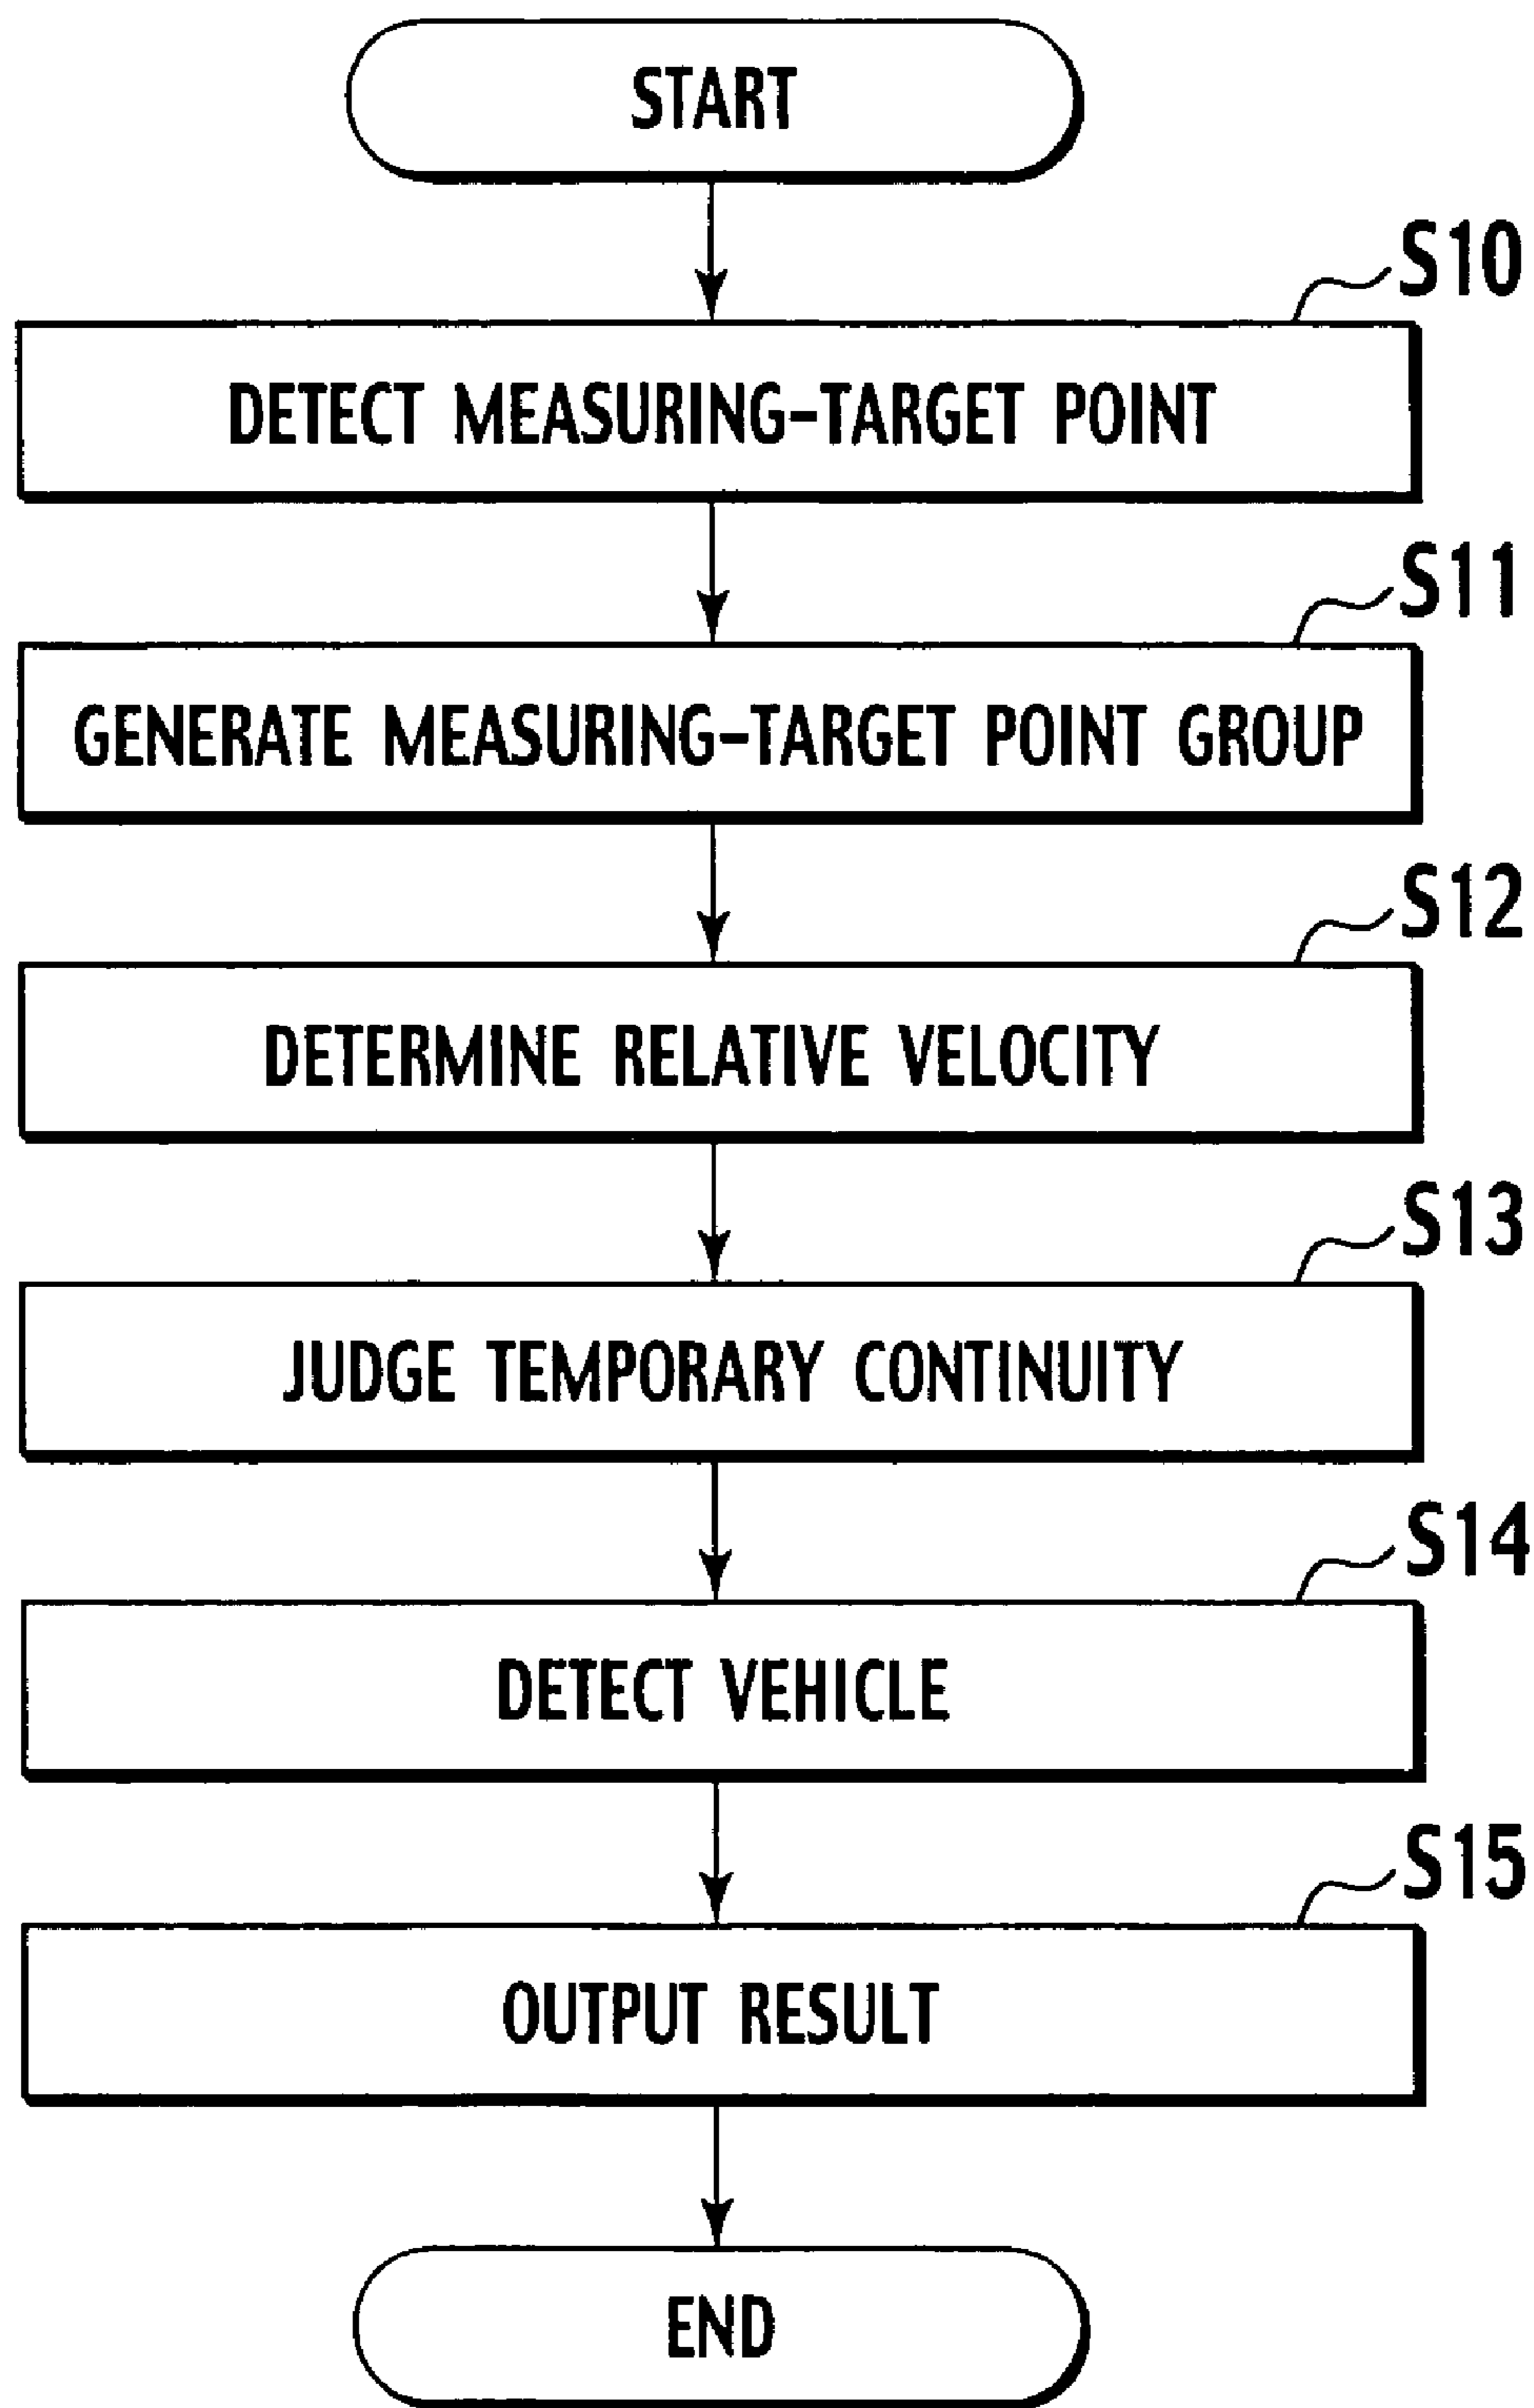 START
S10
DETECT MEASURING-TARGET POINT
S11
GENERATE MEASURING-TARGET POINT GROUP
S12
DETERMINE RELATIVE VELOCITY
S13
JUDGE TEMPORARY CONTINUITY
S14
DETECT VEHICLE
S15
OUTPUT RESULT
END